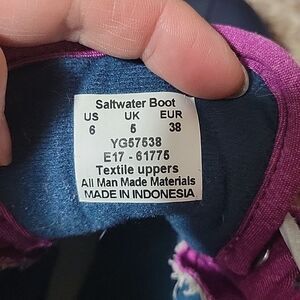 Saltwater Boot
US UK EUR
6 5 38
YG57538
E17 - 61775
Textile uppers
All Man Made Materials
MADE IN INDONESIA